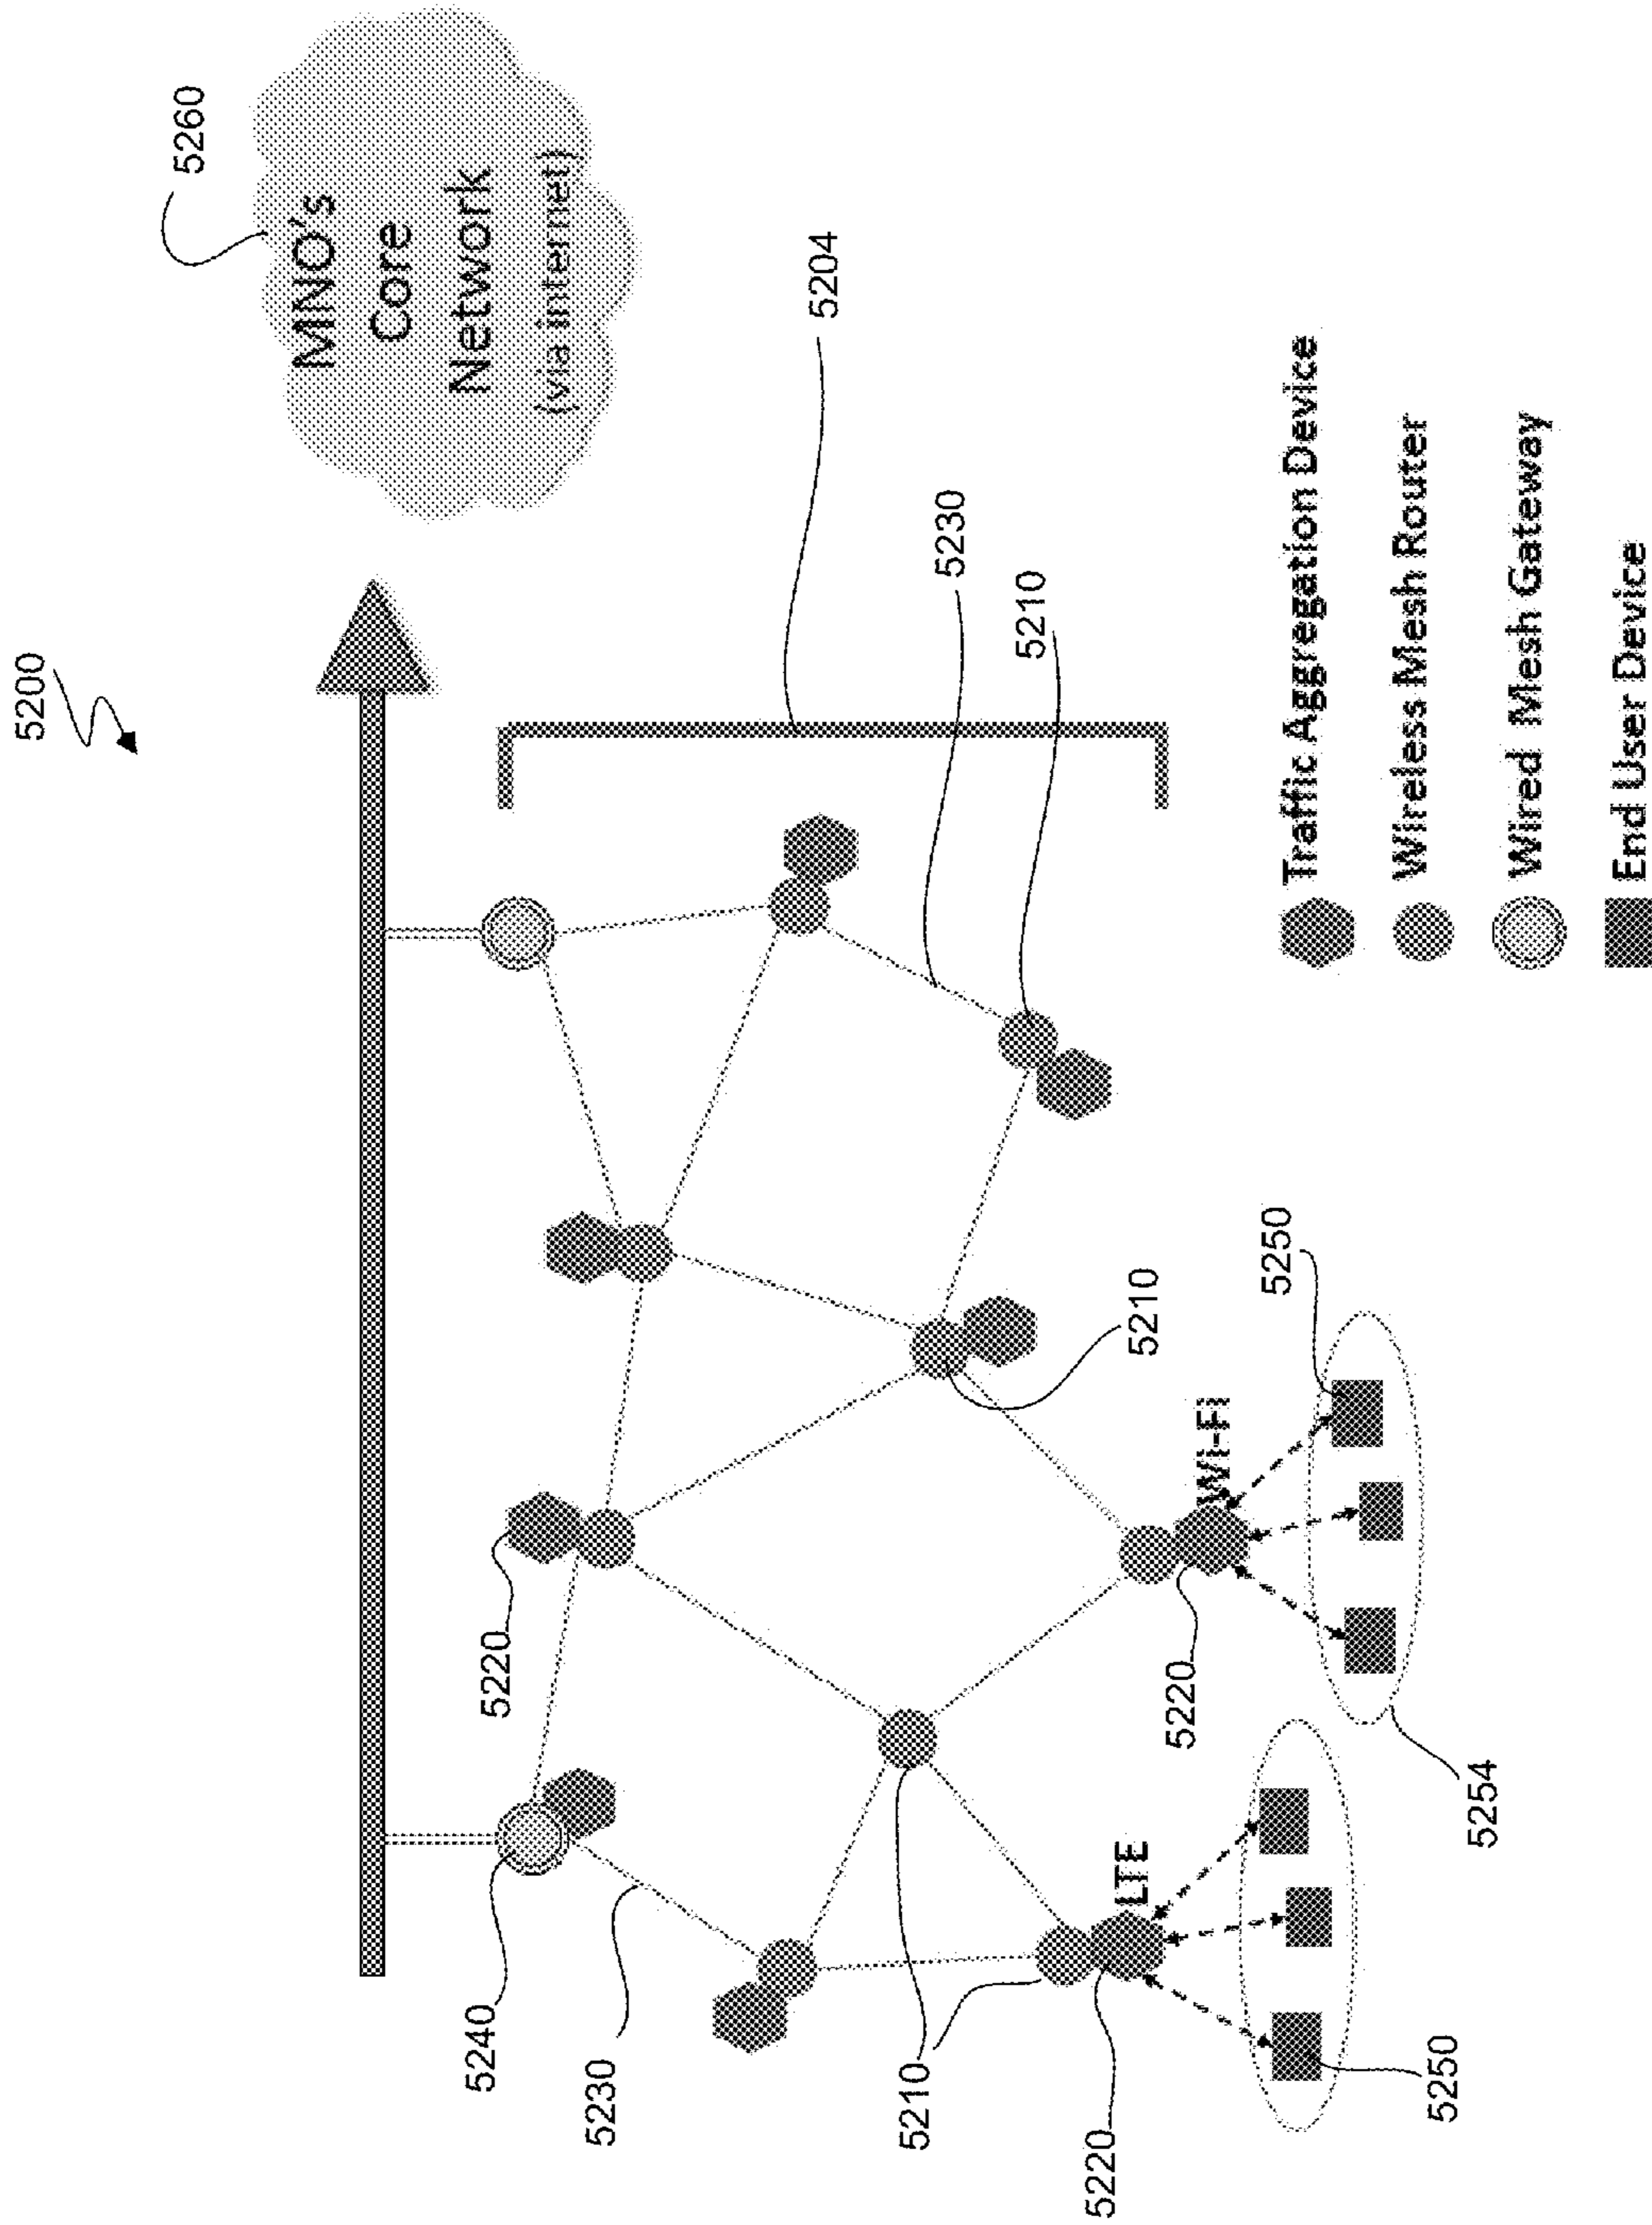 5200
5260
MNO's
Core
Network
(via internet)
5204
5240
5220
5230
5230
5210
5210
5210
5220
LTE
5220
Wi-Fi
5250
5250
5254
Traffic Aggregation Device
Wireless Mesh Router
Wired Mesh Gateway
End User Device